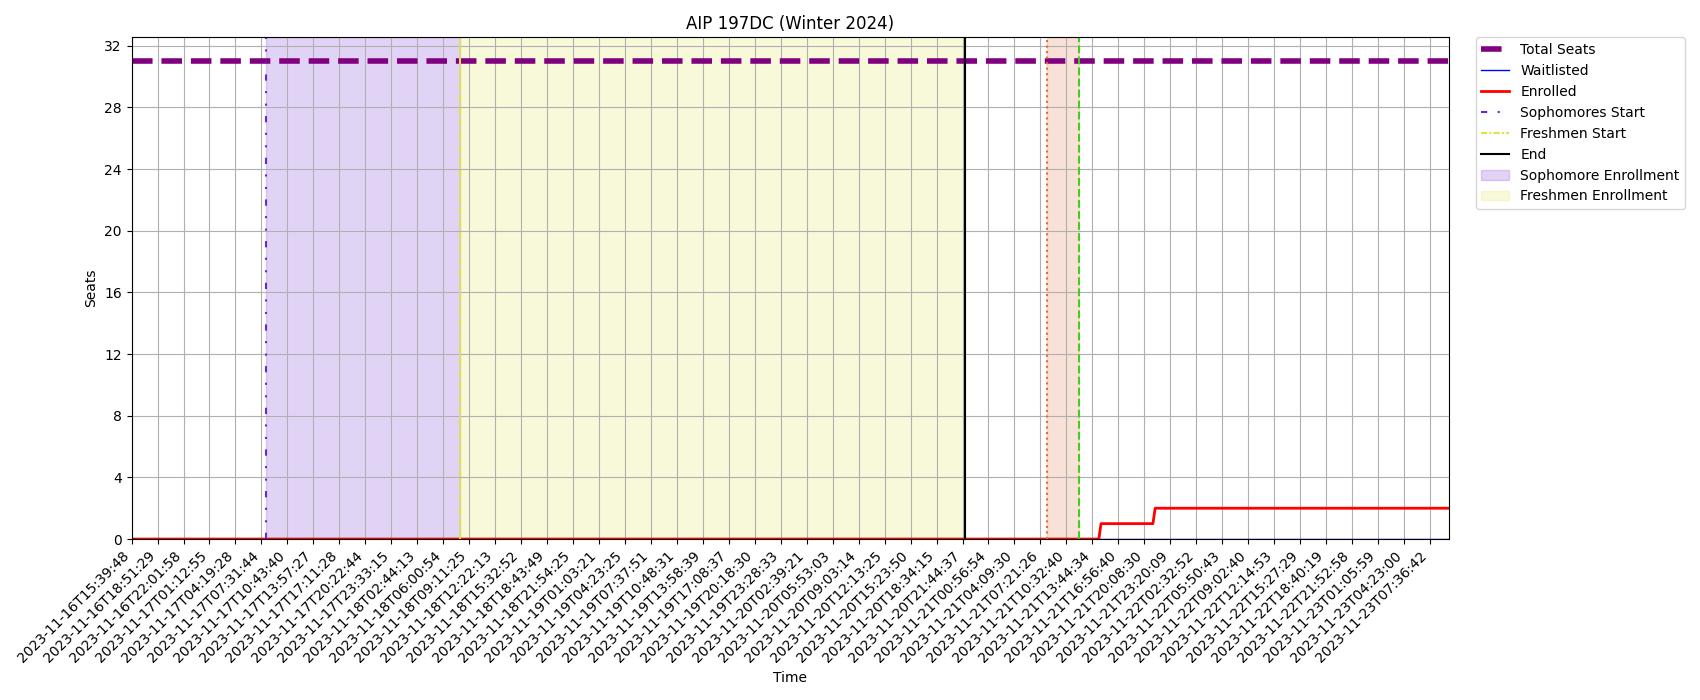 AIP 197DC (Winter 2024)
Seats
32
28
24
20
16
12
8
4
0
2023-11-16T15:39:48
2023-11-16T18:51:29
2023-11-16T22:01:58
2023-11-17T01:12:55
2023-11-17T04:19:28
2023-11-17T07:31:44
2023-11-17T10:43:40
2023-11-17T13:57:27
2023-11-17T17:11:28
2023-11-17T20:22:44
2023-11-17T23:33:15
2023-11-18T02:44:13
2023-11-18T06:00:54
2023-11-18T09:11:25
2023-11-18T12:22:13
2023-11-18T15:32:52
2023-11-18T18:43:49
2023-11-18T21:54:25
2023-11-19T01:03:21
2023-11-19T04:23:25
2023-11-19T07:37:51
2023-11-19T10:48:31
2023-11-19T13:58:39
2023-11-19T17:08:37
2023-11-19T20:18:30
2023-11-19T23:28:33
2023-11-20T02:39:21
2023-11-20T05:53:03
2023-11-20T09:03:14
2023-11-20T12:13:25
2023-11-20T15:23:50
2023-11-20T18:34:15
2023-11-20T21:44:37
2023-11-21T00:56:54
2023-11-21T04:09:30
2023-11-21T07:21:26
2023-11-21T10:32:40
2023-11-21T13:44:34
2023-11-21T16:56:40
2023-11-21T20:08:30
2023-11-21T23:20:09
2023-11-22T02:32:52
2023-11-22T05:50:43
2023-11-22T09:02:40
2023-11-22T12:14:53
2023-11-22T15:27:29
2023-11-22T18:40:19
2023-11-22T21:52:58
2023-11-23T01:05:59
2023-11-23T04:23:00
2023-11-23T07:36:42
Time
Total Seats
Waitlisted
Enrolled
Sophomores Start
Freshmen Start
End
Sophomore Enrollment
Freshmen Enrollment